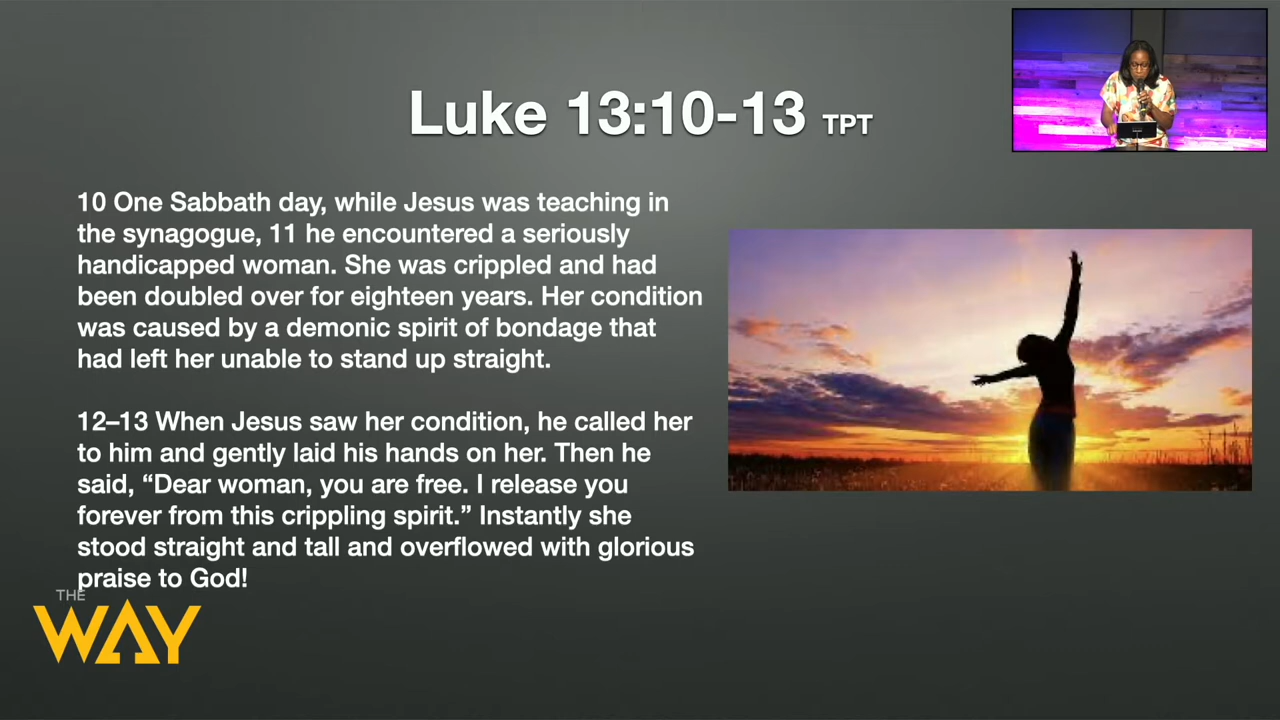 Luke 13:10-13 TPT
10 One Sabbath day, while Jesus was teaching in
the synagogue, 11 he encountered a seriously
handicapped woman. She was crippled and had
been doubled over for eighteen years. Her condition
was caused by a demonic spirit of bondage that
had left her unable to stand up straight.
12–13 When Jesus saw her condition, he called her
to him and gently laid his hands on her. Then he
said, “Dear woman, you are free. I release you
forever from this crippling spirit.” Instantly she
stood straight and tall and overflowed with glorious
praise to God!
THE
WAY